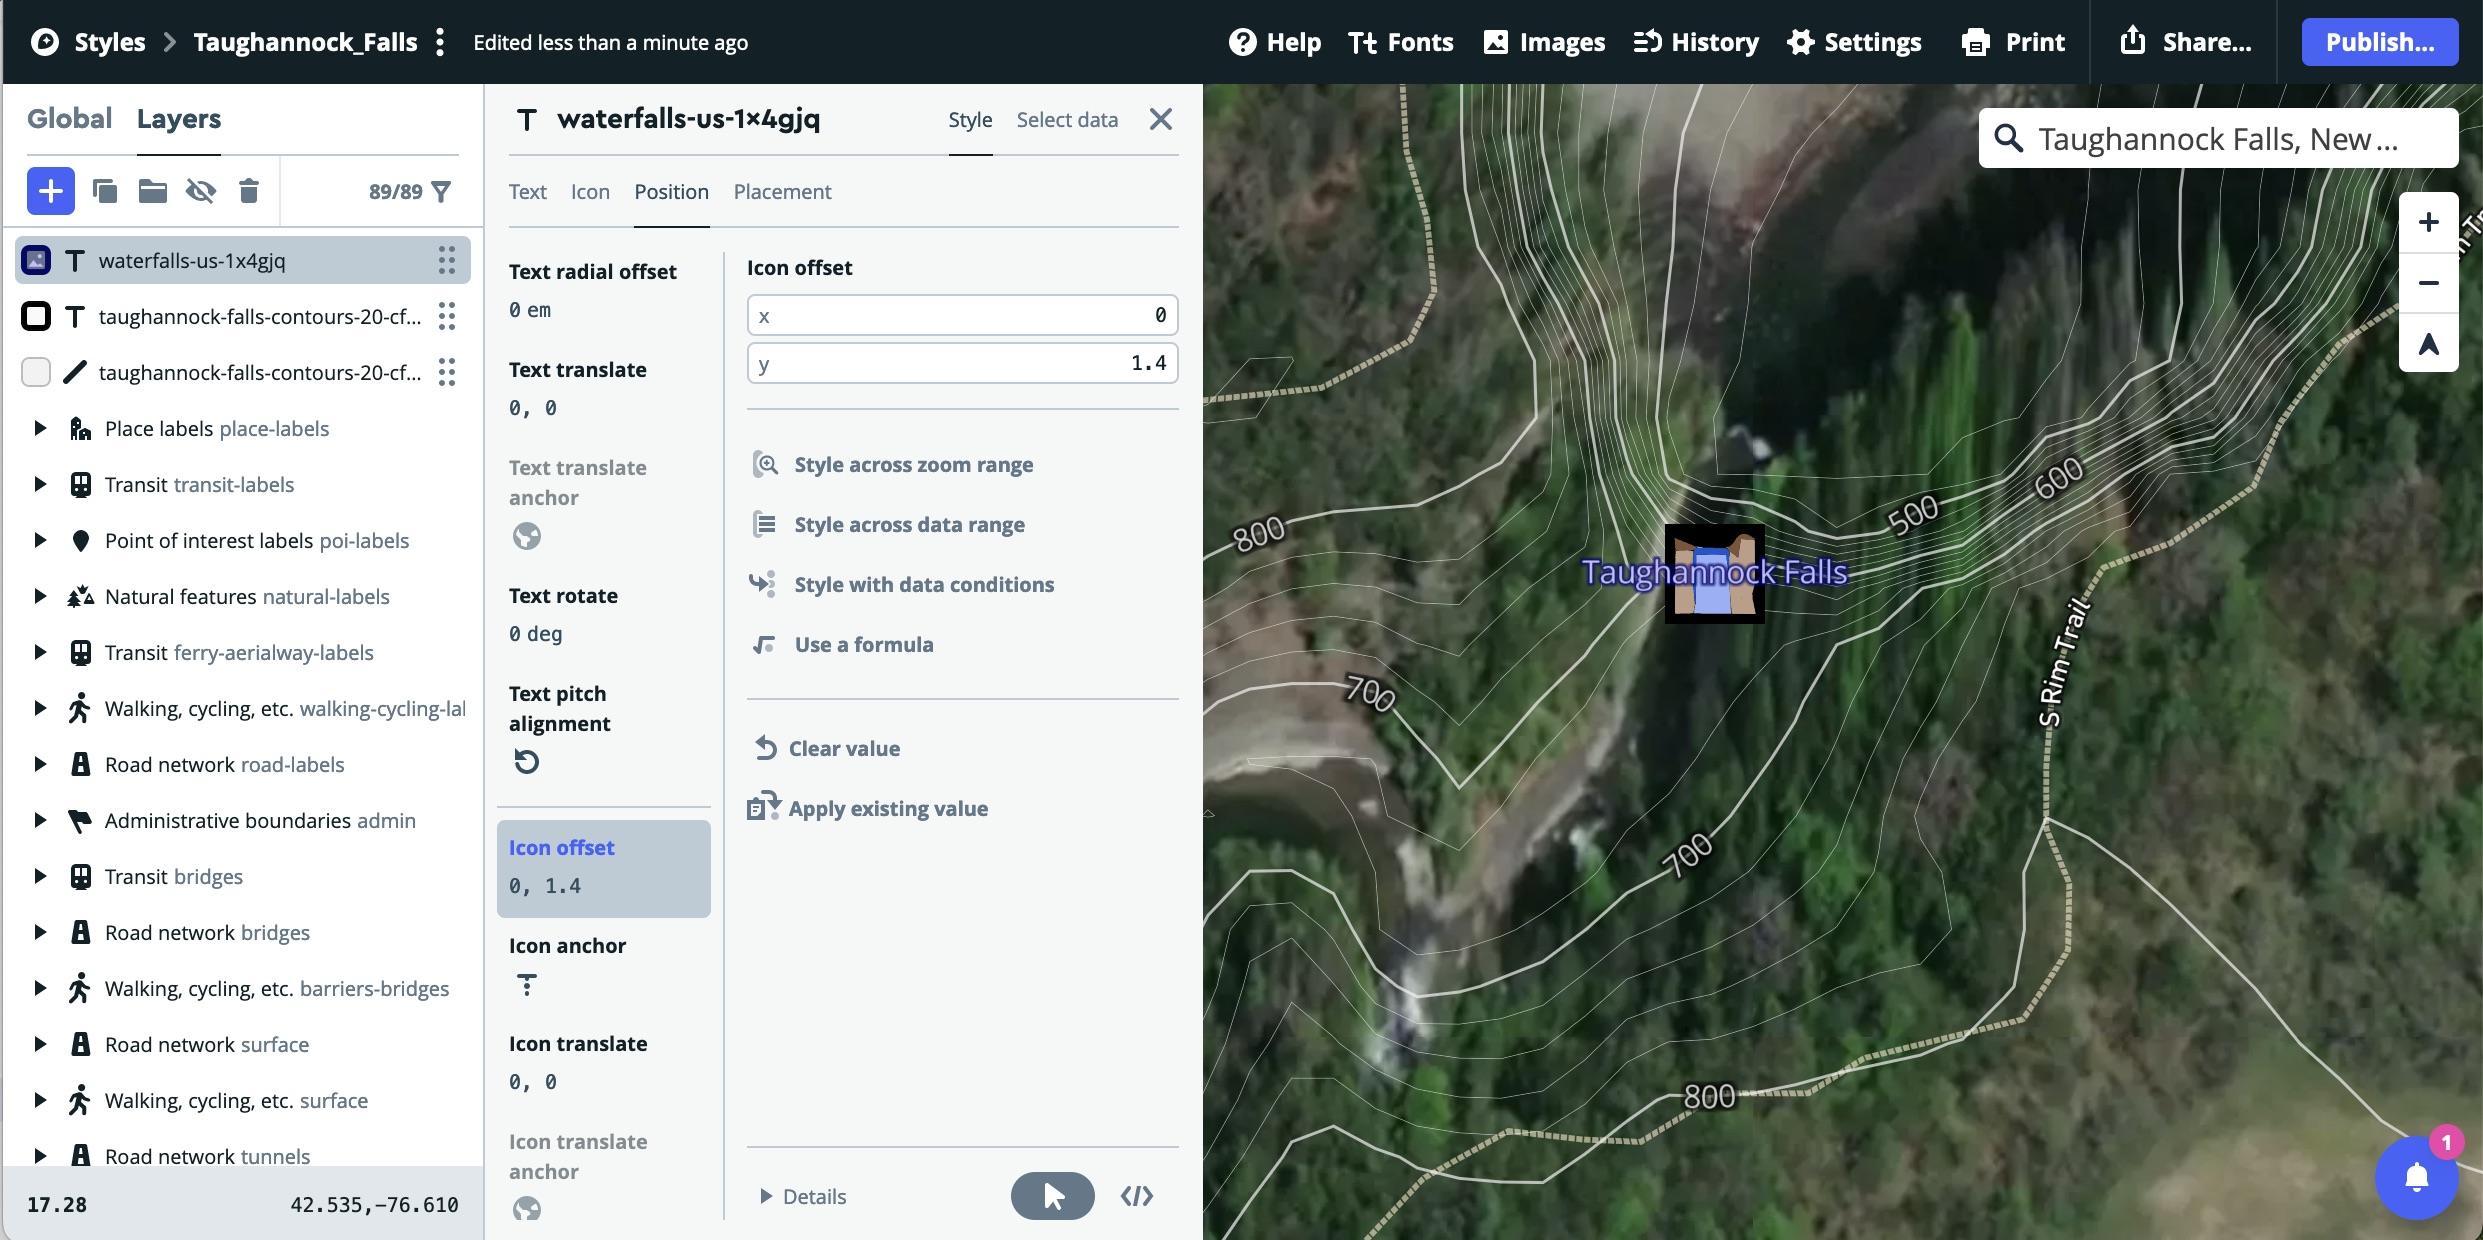 Styles
Taughannock_Falls
Edited less than a minute ago
Help
Fonts
Images
History
Settings
Print
Share...
Publish...
Global
Layers
89/89
waterfalls-us-1x4gjq
taughannock-falls-contours-20-cf...
taughannock-falls-contours-20-cf...
Place labels place-labels
Transit transit-labels
Point of interest labels poi-labels
Natural features natural-labels
Transit ferry-aerialway-labels
Walking, cycling, etc. walking-cycling-lal
Road network road-labels
Administrative boundaries admin
Transit bridges
Road network bridges
Walking, cycling, etc. barriers-bridges
Road network surface
Walking, cycling, etc. surface
Road network tunnels
17.28
42.535,−76.610
waterfalls-us-1×4gjq
Style
Select data
Text
Icon
Position
Placement
Text radial offset
0 em
Text translate
0, 0
Text translate
anchor
Text rotate
0 deg
Text pitch
alignment
Icon offset
0, 1.4
Icon anchor
Icon translate
0, 0
Icon translate
anchor
Icon offset
x 0
y 1.4
Style across zoom range
Style across data range
Style with data conditions
Use a formula
Clear value
Apply existing value
Details
</>
Taughannock Falls, New ...
800
500
600
Taughannock Falls
700
S Rim Trail
700
800
1